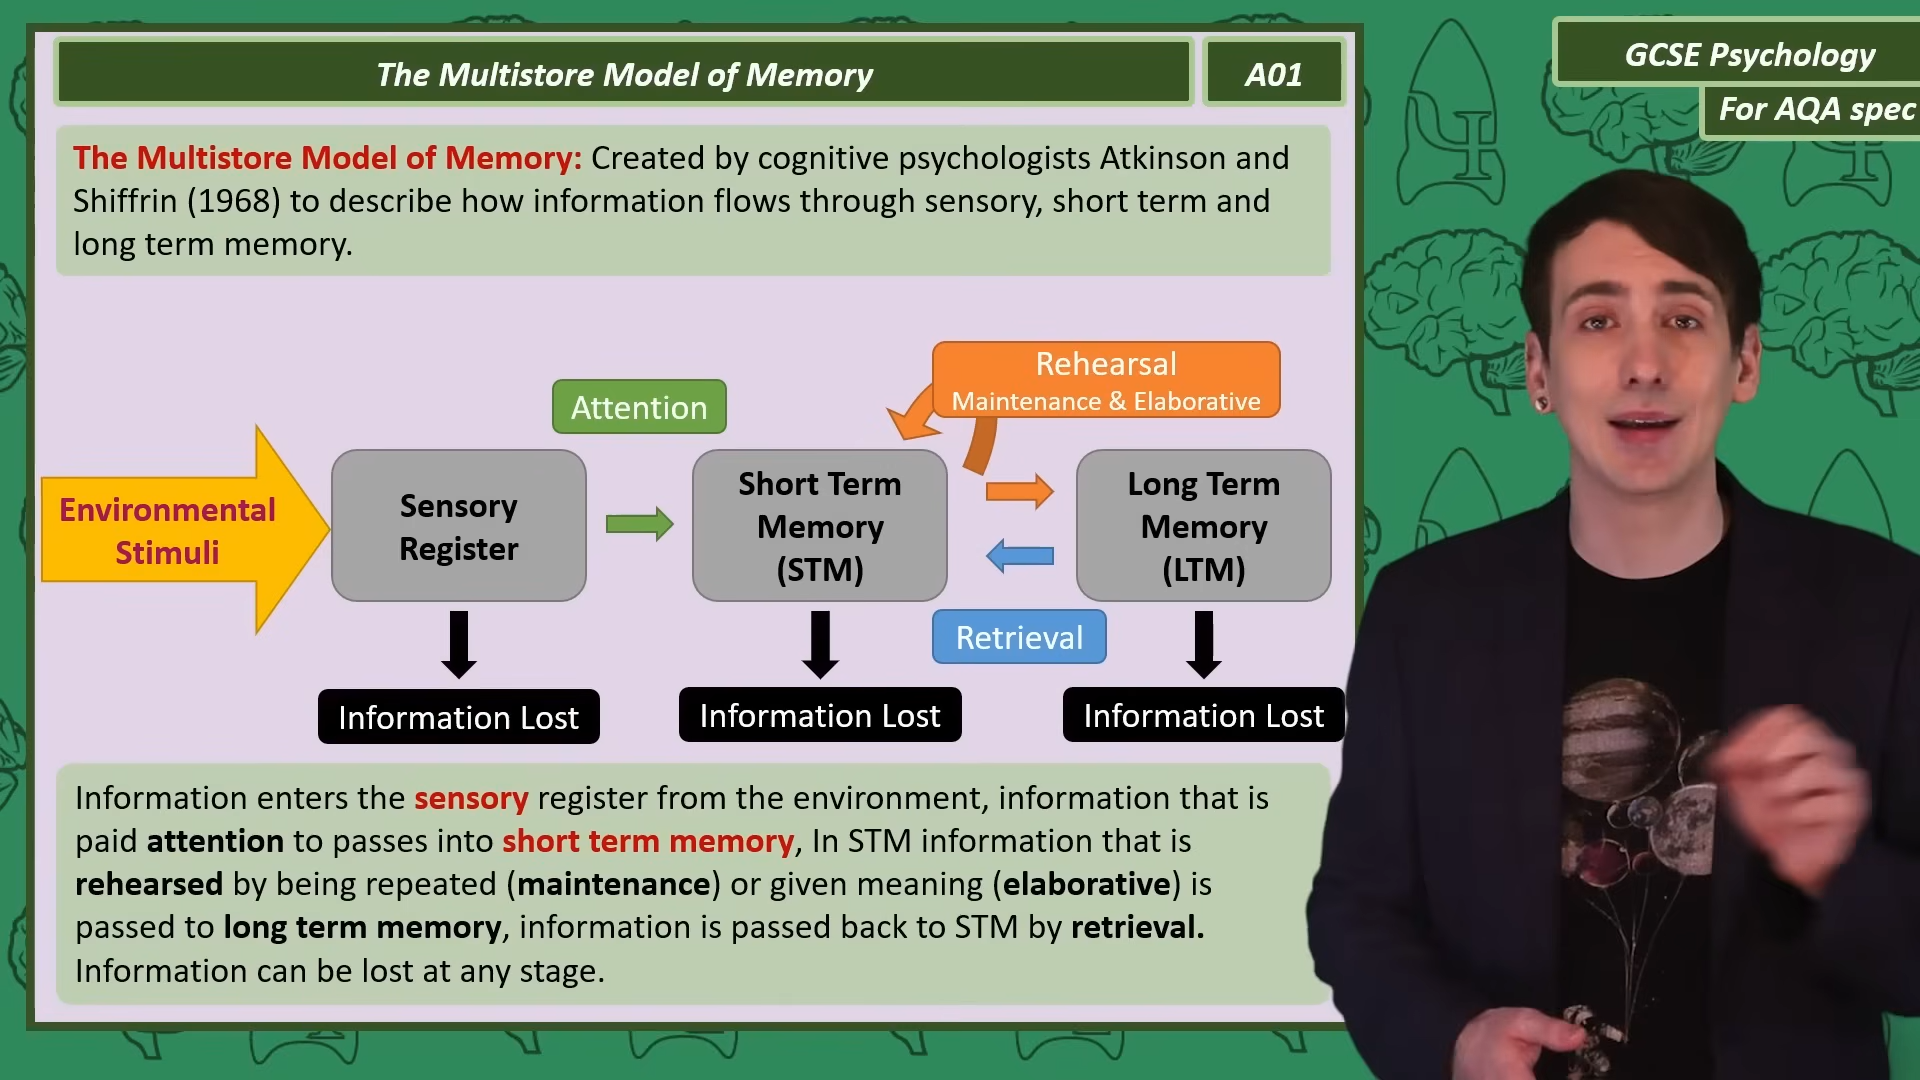 The Multistore Model of Memory
A01
GCSE Psychology
For AQA spec
The Multistore Model of Memory: Created by cognitive psychologists Atkinson and
Shiffrin (1968) to describe how information flows through sensory, short term and
long term memory.
Rehearsal
Maintenance & Elaborative
Attention
Environmental
Stimuli
Sensory
Register
Short Term
Memory
(STM)
Long Term
Memory
(LTM)
Retrieval
Information Lost
Information Lost
Information Lost
Information enters the sensory register from the environment, information that is
paid attention to passes into short term memory, In STM information that is
rehearsed by being repeated (maintenance) or given meaning (elaborative) is
passed to long term memory, information is passed back to STM by retrieval.
Information can be lost at any stage.